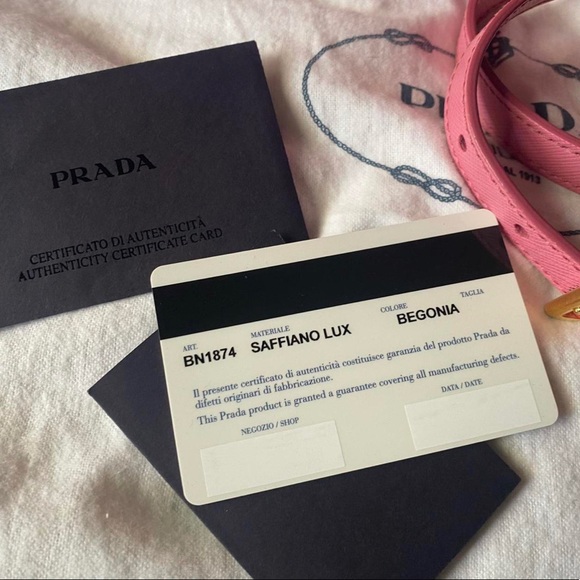 PRADA
CERTIFICATO DI AUTENTICITÀ
AUTHENTICITY CERTIFICATE CARD
1913
ART.
BN1874
MATERIALE
SAFFIANO LUX
COLORE
BEGONIA
TAGLIA
Il presente certificato di autenticità costituisce garanzia del prodotto Prada da
difetti originari di fabbricazione.
This Prada product is granted a guarantee covering all manufacturing defects.
NEGOZIO / SHOP
DATA / DATE